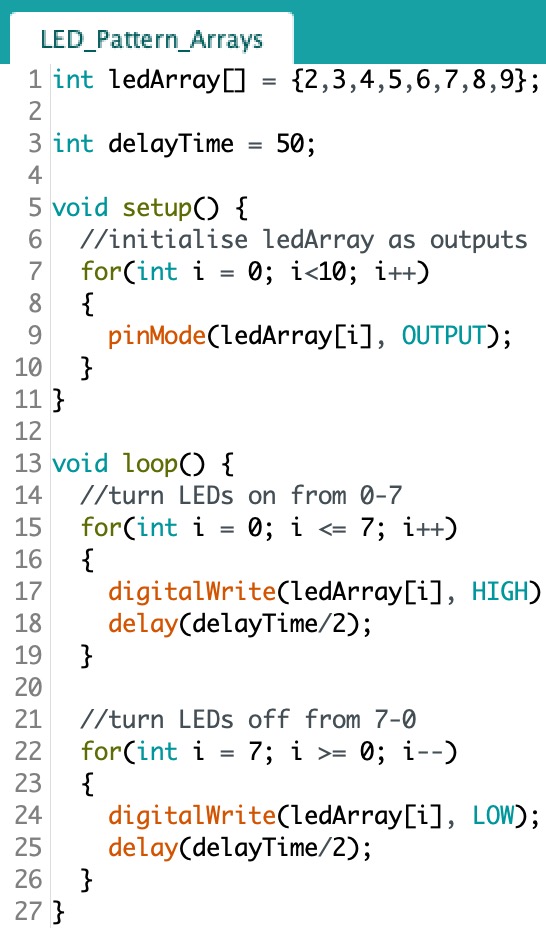 LED_Pattern_Arrays
1 int ledArray[] = {2,3,4,5,6,7,8,9};
2
3 int delayTime = 50;
4
5 void setup() {
6 //initialise ledArray as outputs
7 for(int i = 0; i<10; i++)
8 {
9 pinMode(ledArray[i], OUTPUT);
10 }
11 }
12
13 void loop() {
14 //turn LEDs on from 0-7
15 for(int i = 0; i <= 7; i++)
16 {
17 digitalWrite(ledArray[i], HIGH)
18 delay(delayTime/2);
19 }
20
21 //turn LEDs off from 7-0
22 for(int i = 7; i >= 0; i--)
23 {
24 digitalWrite(ledArray[i], LOW);
25 delay(delayTime/2);
26 }
27 }